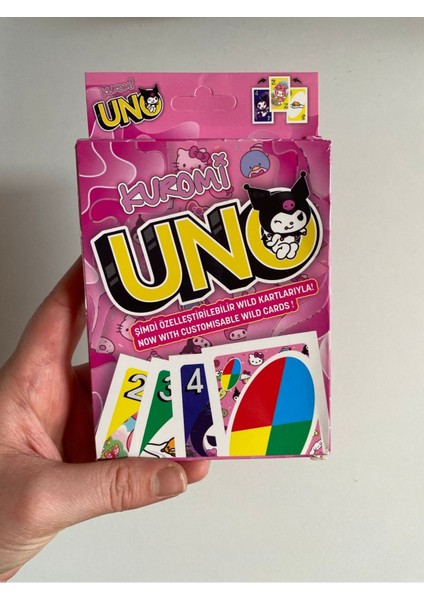 KUROMI
UNO
KUROMI
UNO
ŞİMDİ ÖZELLEŞTİRİLEBİLİR WILD KARTLARIYLA!
NOW WITH CUSTOMISABLE WILD CARDS !
2
3
4